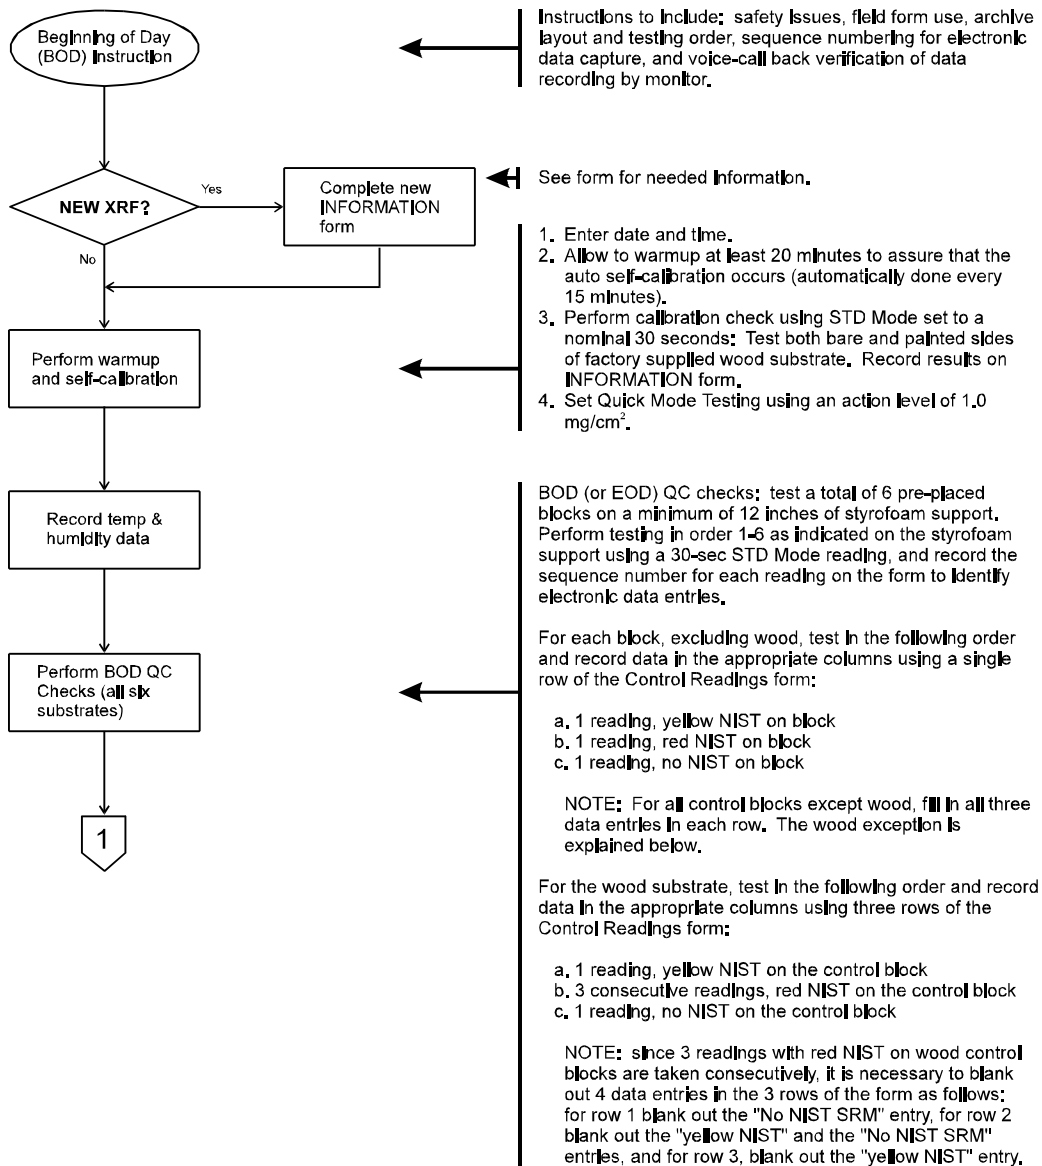 Beginning of Day
(BOD) Instruction
Instructions to include: safety issues, field form use, archive
layout and testing order, sequence numbering for electronic
data capture, and voice-call back verification of data
recording by monitor.
NEW XRF?
Yes
No
Complete new
INFORMATION
form
See form for needed information.
Perform warmup
and self-calibration
1. Enter date and time.
2. Allow to warmup at least 20 minutes to assure that the
auto self-calibration occurs (automatically done every
15 minutes).
3. Perform calibration check using STD Mode set to a
nominal 30 seconds: Test both bare and painted sides
of factory supplied wood substrate. Record results on
INFORMATION form.
4. Set Quick Mode Testing using an action level of 1.0
mg/cm².
Record temp &
humidity data
Perform BOD QC
Checks (all six
substrates)
1
BOD (or EOD) QC checks: test a total of 6 pre-placed
blocks on a minimum of 12 inches of styrofoam support.
Perform testing in order 1-6 as indicated on the styrofoam
support using a 30-sec STD Mode reading, and record the
sequence number for each reading on the form to identify
electronic data entries.
For each block, excluding wood, test in the following order
and record data in the appropriate columns using a single
row of the Control Readings form:
a. 1 reading, yellow NIST on block
b. 1 reading, red NIST on block
c. 1 reading, no NIST on block
NOTE: For all control blocks except wood, fill in all three
data entries in each row. The wood exception is
explained below.
For the wood substrate, test in the following order and record
data in the appropriate columns using three rows of the
Control Readings form:
a. 1 reading, yellow NIST on the control block
b. 3 consecutive readings, red NIST on the control block
c. 1 reading, no NIST on the control block
NOTE: since 3 readings with red NIST on wood control
blocks are taken consecutively, it is necessary to blank
out 4 data entries in the 3 rows of the form as follows:
for row 1 blank out the "No NIST SRM" entry, for row 2
blank out the "yellow NIST" and the "No NIST SRM"
entries, and for row 3, blank out the "yellow NIST" entry.